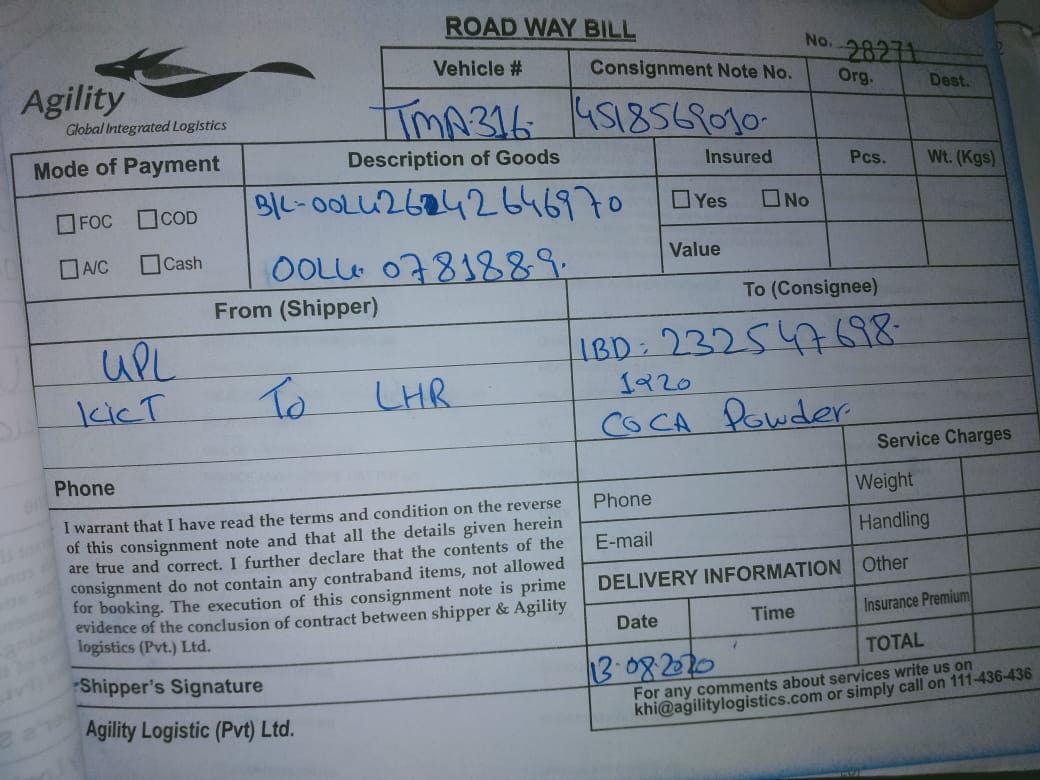 ROAD WAY BILL
No. 28271
Agility
Global Integrated Logistics
Vehicle # Consignment Note No. Org. Dest.
TMA316. 4518569010.
Mode of Payment Description of Goods Insured Pcs. Wt. (Kgs)
FOC COD B/L-OOLU26242646970 Yes No
A/C Cash OOLU. 0781889. Value
From (Shipper) To (Consignee)
UPL IBD: 232547698.
KICT To LHR 1x20
COCA Powder.
Service Charges
Phone Phone Weight
E-mail Handling
Other
Insurance Premium
TOTAL
I warrant that I have read the terms and condition on the reverse
of this consignment note and that all the details given herein
are true and correct. I further declare that the contents of the
consignment do not contain any contraband items, not allowed
for booking. The execution of this consignment note is prime
evidence of the conclusion of contract between shipper & Agility
logistics (Pvt.) Ltd.
DELIVERY INFORMATION
Date Time
13.08.2020
Shipper's Signature
For any comments about services write us on
khi@agilitylogistics.com or simply call on 111-436-436
Agility Logistic (Pvt) Ltd.